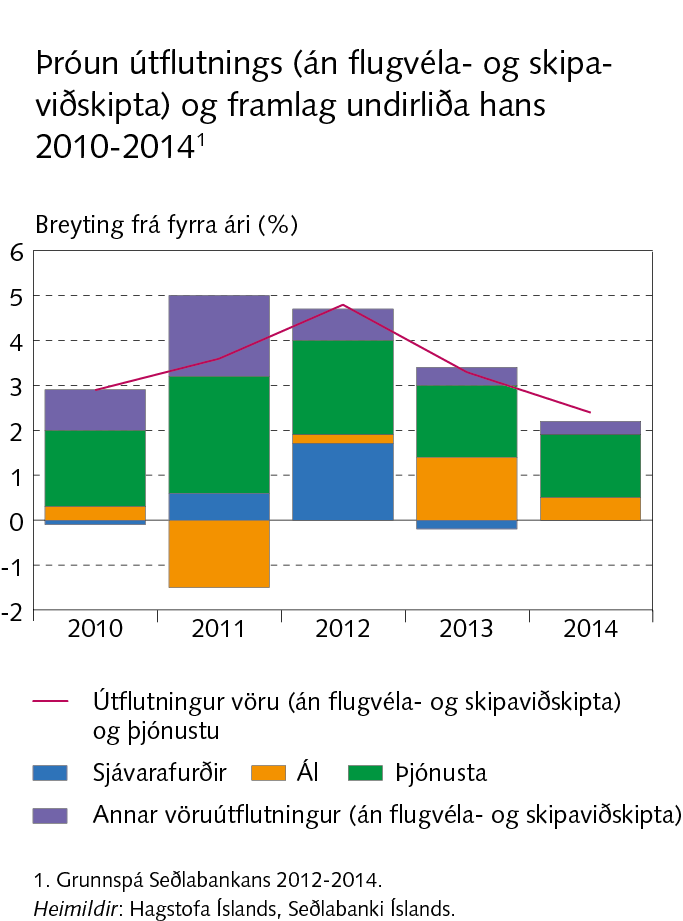 Þróun útflutnings (án flugvéla- og skipa-
viðskipta) og framlag undirliða hans
2010-2014¹
Breyting frá fyrra ári (%)
6
5
4
3
2
1
0
-1
-2
2010 2011 2012 2013 2014
Útflutningur vöru (án flugvéla- og skipaviðskipta)
og þjónustu
Sjávarafurðir Ál Þjónusta
Annar vöruútflutningur (án flugvéla- og skipaviðskipta)
1. Grunnspá Seðlabankans 2012-2014.
Heimildir: Hagstofa Íslands, Seðlabanki Íslands.